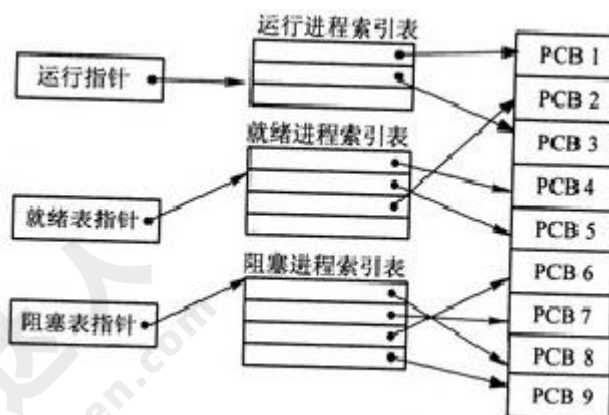 运行进程索引表
运行指针
就绪进程索引表
就绪表指针
阻塞进程索引表
阻塞表指针
PCB 1
PCB 2
PCB 3
PCB 4
PCB 5
PCB 6
PCB 7
PCB 8
PCB 9